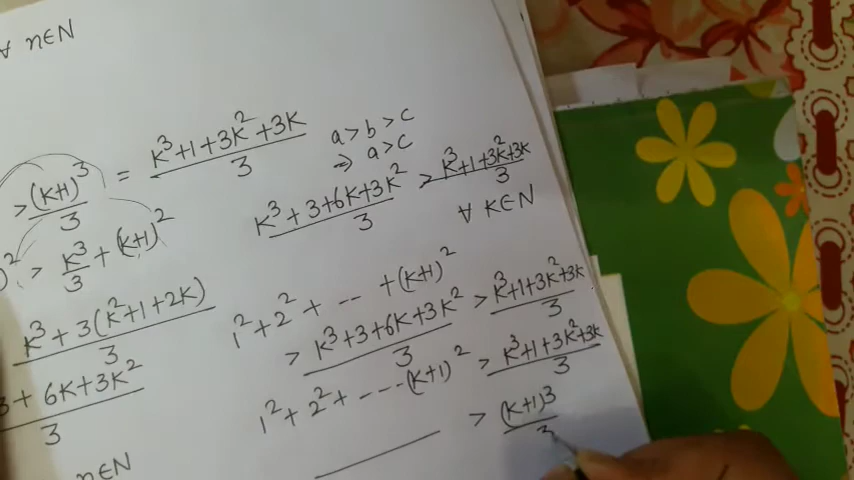 ∀ n∈N
> (k+1)³/3 = (k³+1+3k²+3k)/3
a > b > c
⇒ a > c
)² > k³/3 + (k+1)²
(k³+3+6k+3k²)/3 > (k³+1+3k²+3k)/3
∀ k∈N
(k³ + 3(k²+1+2k))/3
3 + 6k+3k²/3
1²+2²+ -- +(k+1)²
> (k³+3+6k+3k²)/3 > (k³+1+3k²+3k)/3
1²+2²+ ---- (k+1)² > (k³+1+3k²+3k)/3
> (k+1)³/3
n∈N